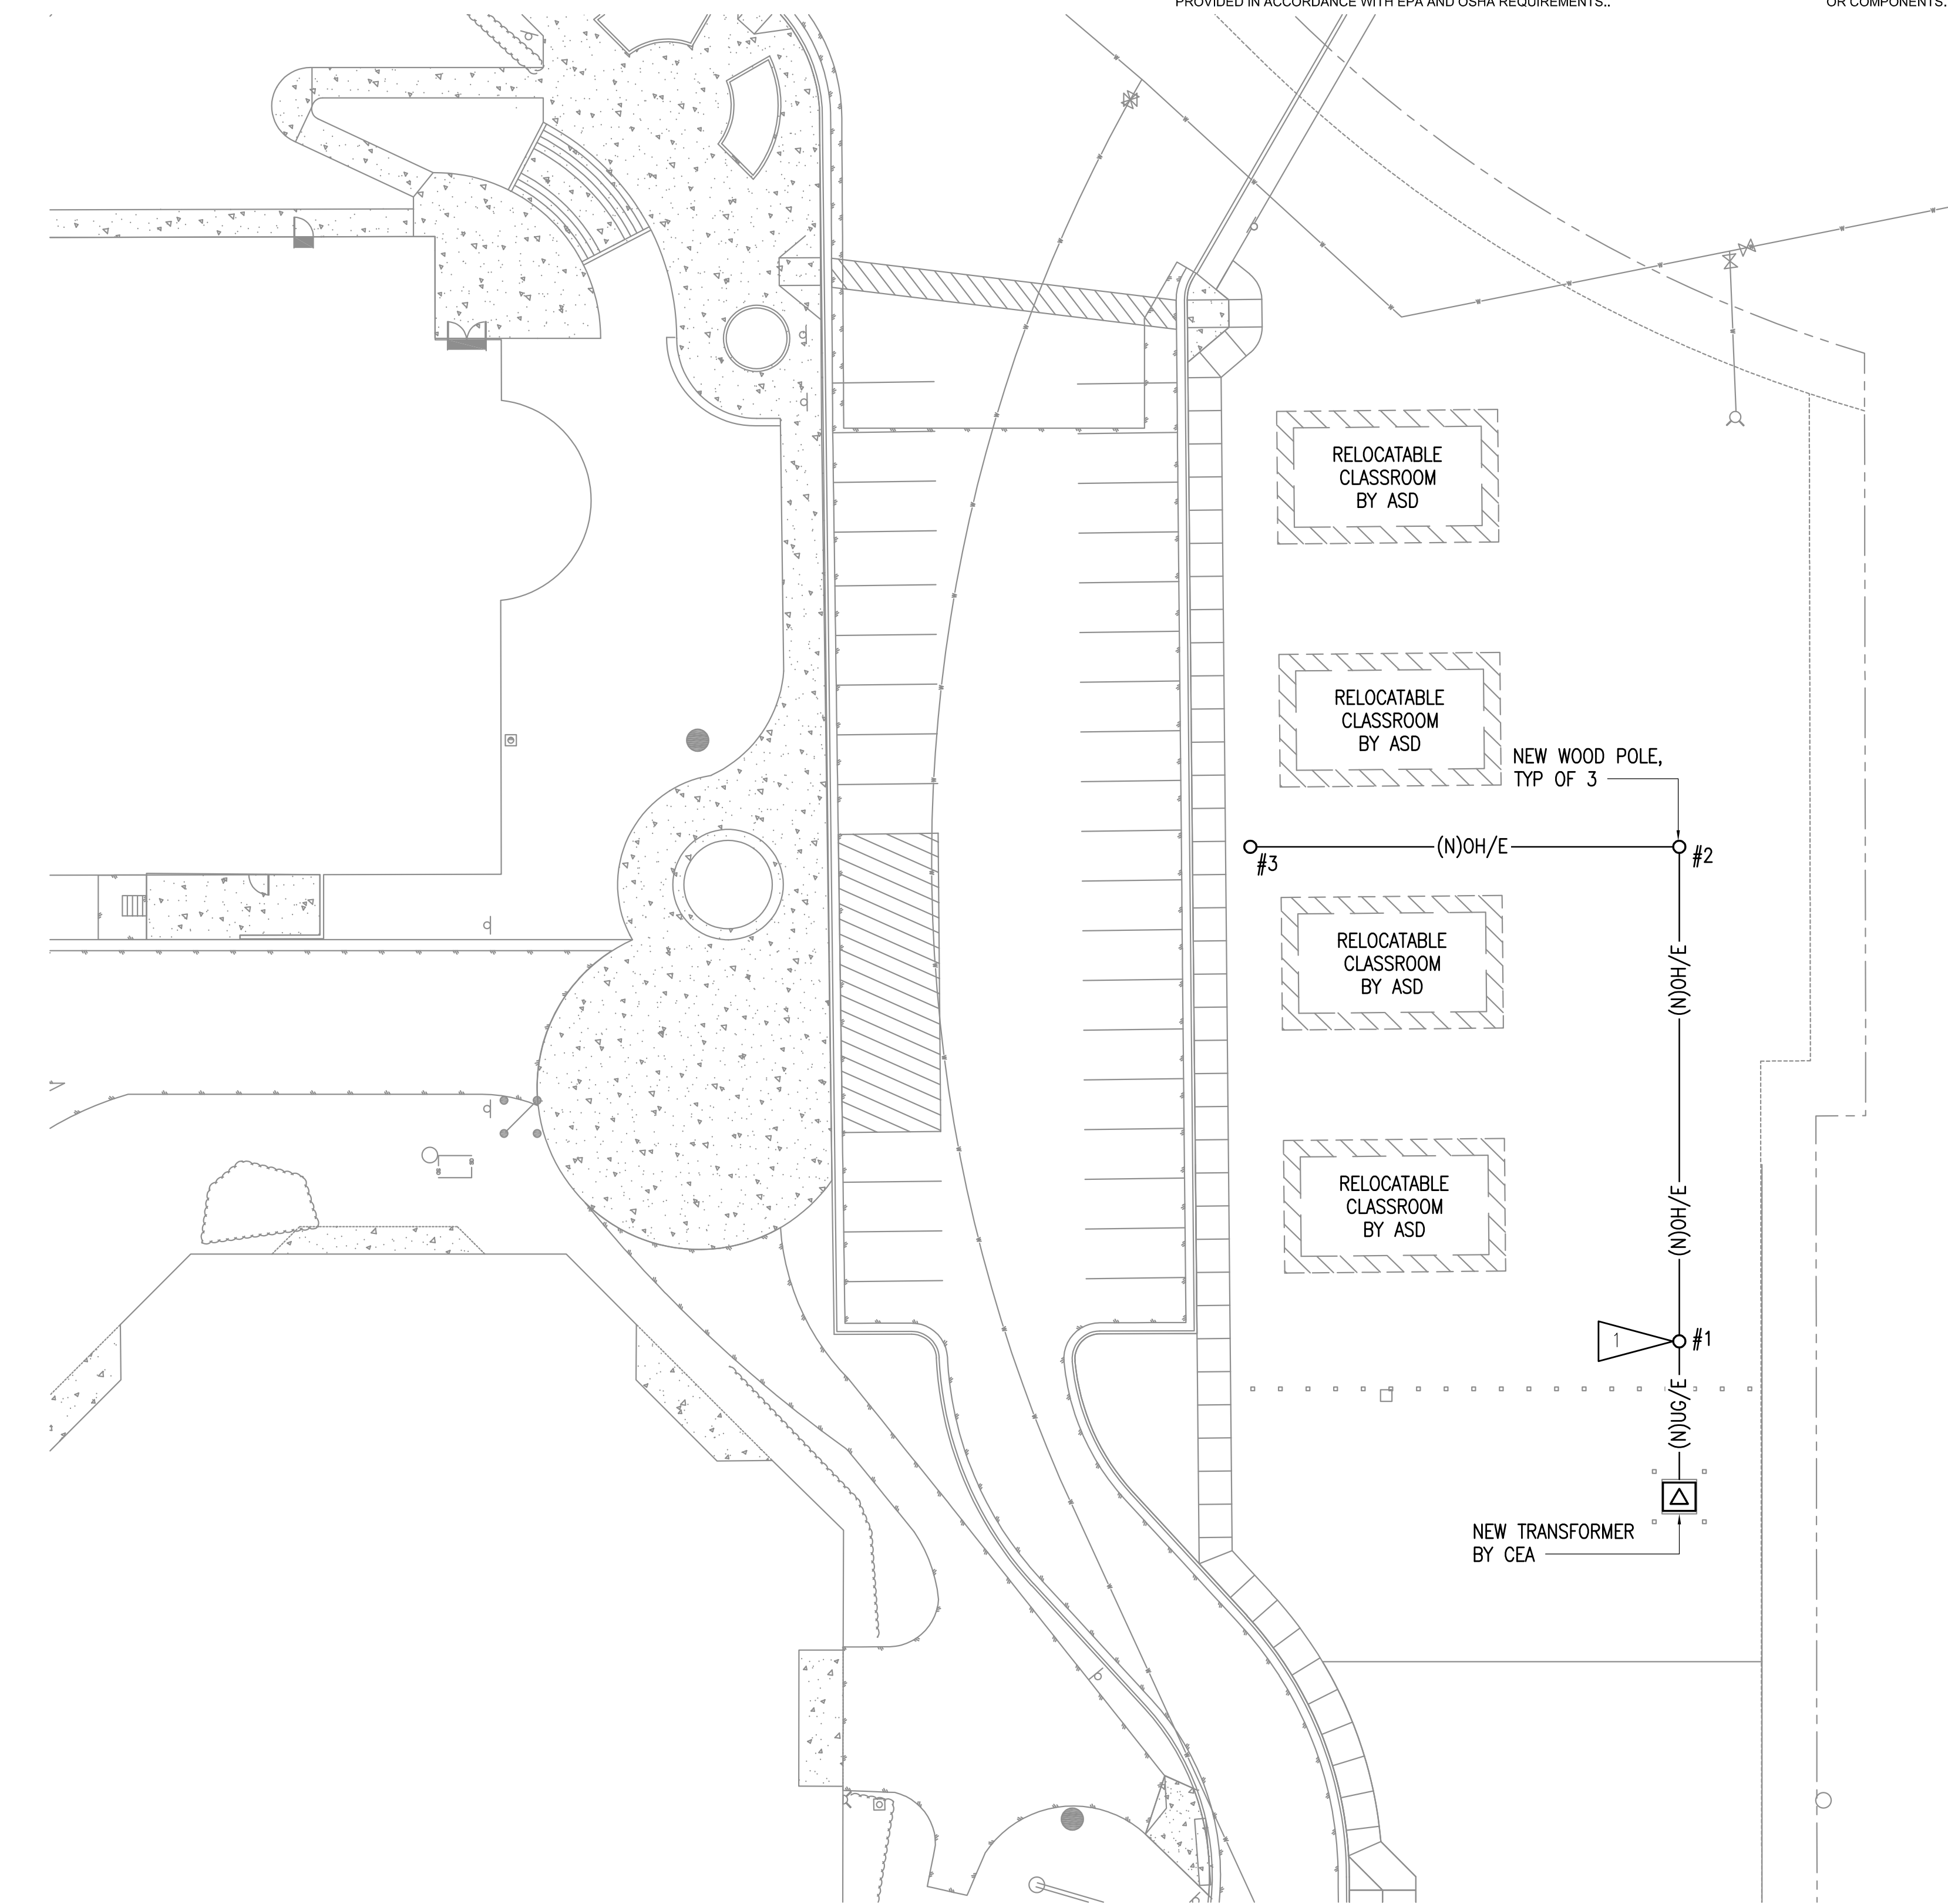 PROVIDED IN ACCORDANCE WITH EPA AND OSHA REQUIREMENTS..
OR COMPONENTS.
RELOCATABLE
CLASSROOM
BY ASD
RELOCATABLE
CLASSROOM
BY ASD
NEW WOOD POLE,
TYP OF 3
(N)OH/E
#3
#2
RELOCATABLE
CLASSROOM
BY ASD
(N)OH/E
RELOCATABLE
CLASSROOM
BY ASD
(N)OH/E
1
#1
(N)UG/E
NEW TRANSFORMER
BY CEA